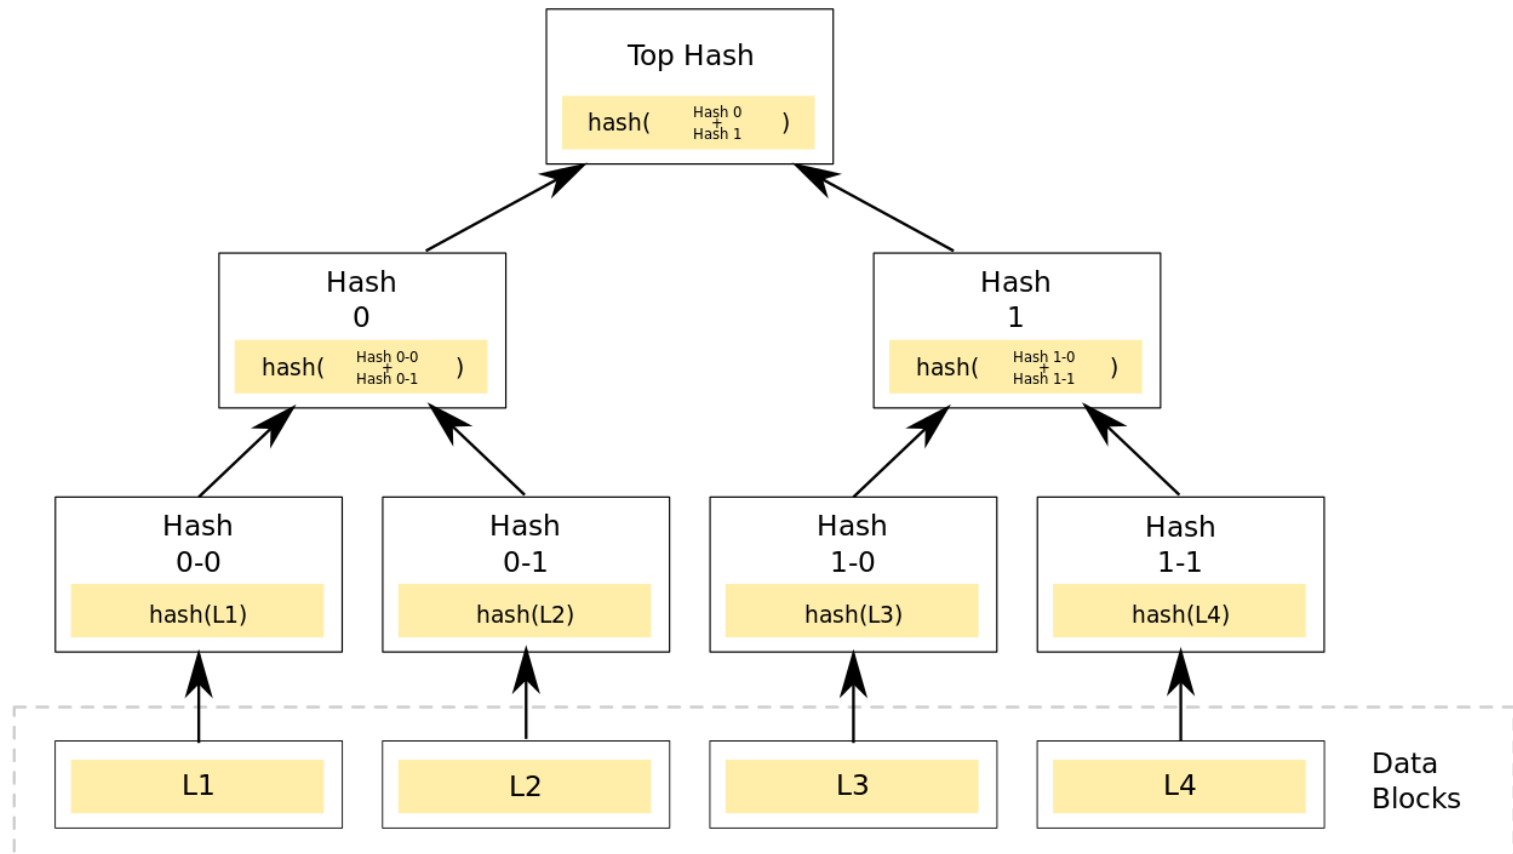 Top Hash
hash( Hash 0 + Hash 1 )
Hash
0
hash( Hash 0-0 + Hash 0-1 )
Hash
1
hash( Hash 1-0 + Hash 1-1 )
Hash
0-0
hash(L1)
Hash
0-1
hash(L2)
Hash
1-0
hash(L3)
Hash
1-1
hash(L4)
L1
L2
L3
L4
Data
Blocks